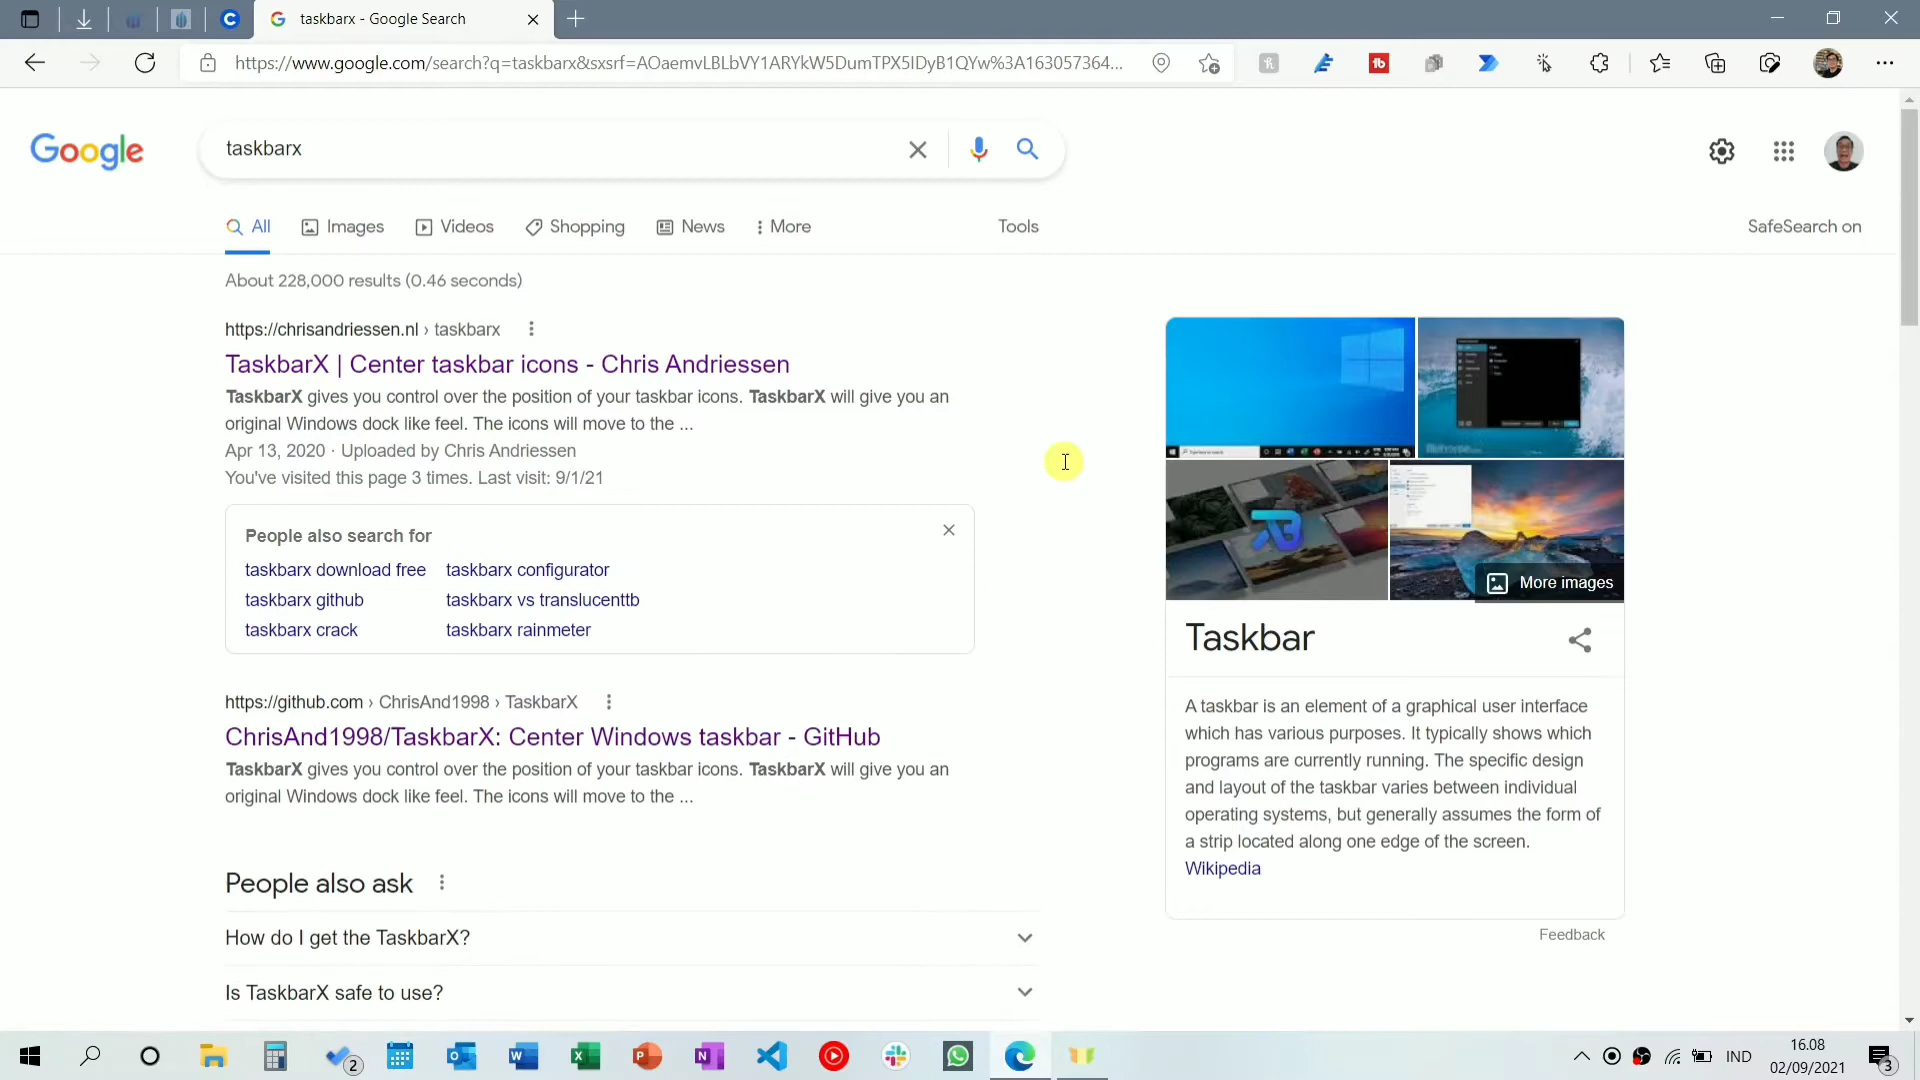 taskbarx - Google Search
https://www.google.com/search?q=taskbarx&sxsrf=AOaemvLBLbVY1ARYkW5DumTPX5IDyB1QYw%3A163057364...
Google
taskbarx
All
Images
Videos
Shopping
News
More
Tools
SafeSearch on
About 228,000 results (0.46 seconds)
https://chrisandriessen.nl › taskbarx
TaskbarX | Center taskbar icons - Chris Andriessen
TaskbarX gives you control over the position of your taskbar icons. TaskbarX will give you an
original Windows dock like feel. The icons will move to the ...
Apr 13, 2020 · Uploaded by Chris Andriessen
You've visited this page 3 times. Last visit: 9/1/21
People also search for
taskbarx download free
taskbarx configurator
taskbarx github
taskbarx vs translucenttb
taskbarx crack
taskbarx rainmeter
https://github.com › ChrisAnd1998 › TaskbarX
ChrisAnd1998/TaskbarX: Center Windows taskbar - GitHub
TaskbarX gives you control over the position of your taskbar icons. TaskbarX will give you an
original Windows dock like feel. The icons will move to the ...
People also ask
How do I get the TaskbarX?
Is TaskbarX safe to use?
More images
Taskbar
A taskbar is an element of a graphical user interface
which has various purposes. It typically shows which
programs are currently running. The specific design
and layout of the taskbar varies between individual
operating systems, but generally assumes the form of
a strip located along one edge of the screen.
Wikipedia
Feedback
2
IND
16.08
02/09/2021
3